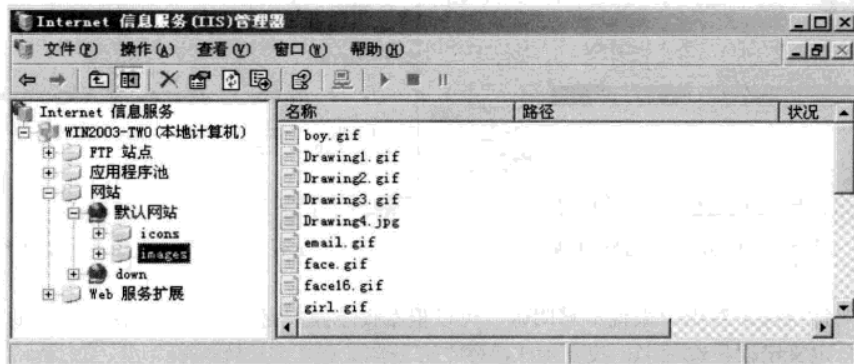 Internet 信息服务(IIS)管理器
文件(F) 操作(A) 查看(V) 窗口(W) 帮助(H)
Internet 信息服务
WIN2003-TWO(本地计算机)
FTP 站点
应用程序池
网站
默认网站
icons
images
down
Web 服务扩展
名称 路径 状况
boy.gif
Drawing1.gif
Drawing2.gif
Drawing3.gif
Drawing4.jpg
email.gif
face.gif
face16.gif
girl.gif